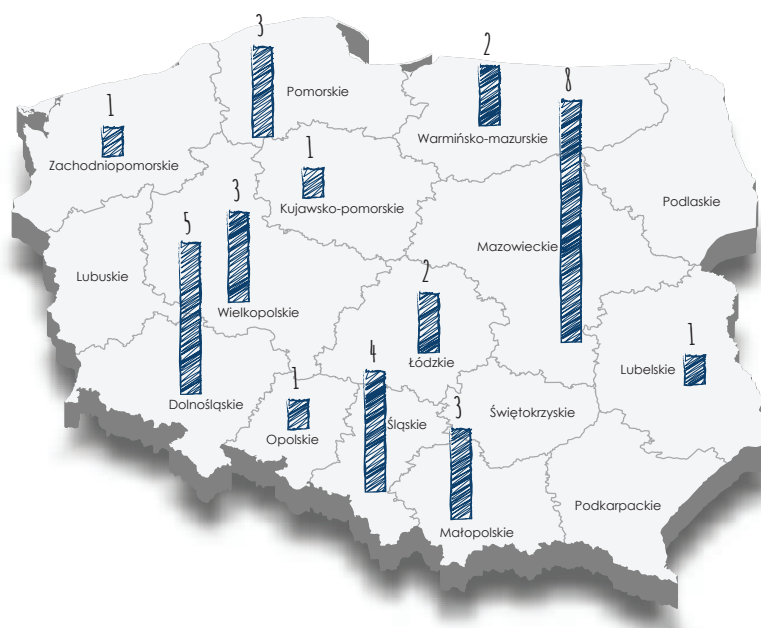 3
2
8
Pomorskie
1
Warmińsko-mazurskie
Zachodniopomorskie
1
Kujawsko-pomorskie
Podlaskie
3
5
Mazowieckie
Lubuskie
2
Wielkopolskie
1
Łódzkie
Lubelskie
4
1
Dolnośląskie
Świętokrzyskie
3
Śląskie
Opolskie
Podkarpackie
Małopolskie